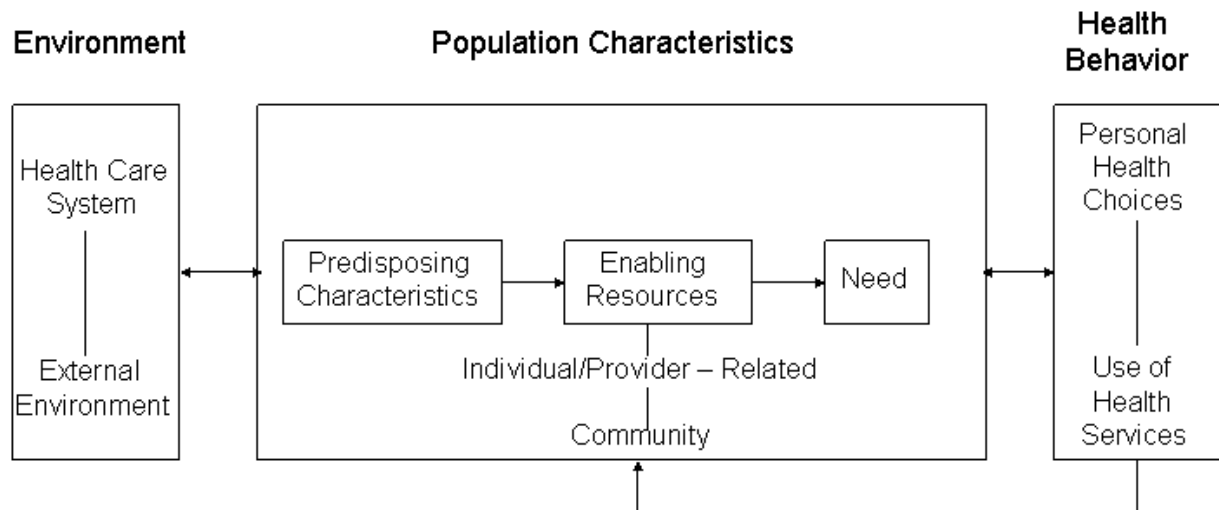 Environment
Population Characteristics
Health
Behavior
Health Care
System
External
Environment
Predisposing
Characteristics
Enabling
Resources
Need
Individual/Provider – Related
Community
Personal
Health
Choices
Use of
Health
Services